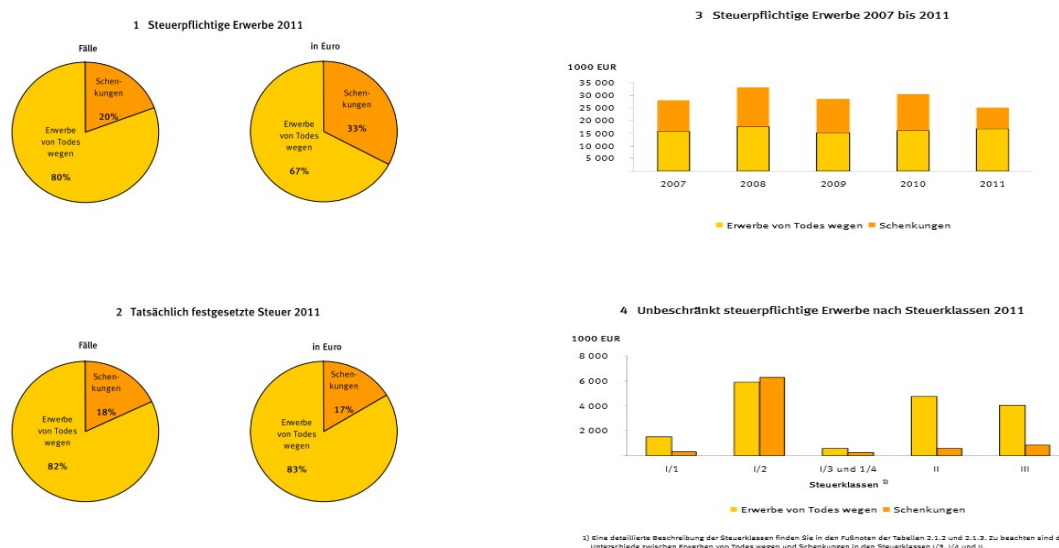 1 Steuerpflichtige Erwerbe 2011
Fälle
Schen-
kungen
20%
Erwerbe
von Todes
wegen
80%
in Euro
Schen-
kungen
33%
Erwerbe
von Todes
wegen
67%
2 Tatsächlich festgesetzte Steuer 2011
Fälle
Schen-
kungen
18%
Erwerbe
von Todes
wegen
82%
in Euro
Schen-
kungen
17%
Erwerbe
von Todes
wegen
83%
3 Steuerpflichtige Erwerbe 2007 bis 2011
1000 EUR
35 000
30 000
25 000
20 000
15 000
10 000
5 000
2007 2008 2009 2010 2011
Erwerbe von Todes wegen Schenkungen
4 Unbeschränkt steuerpflichtige Erwerbe nach Steuerklassen 2011
1000 EUR
8 000
6 000
4 000
2 000
I/1 I/2 I/3 und 1/4 II III
Steuerklassen 1)
Erwerbe von Todes wegen Schenkungen
1) Eine detaillierte Beschreibung der Steuerklassen finden Sie in den Fußnoten der Tabellen 2.1.2 und 2.1.3. Zu beachten sind
Unterschiede zwischen Erwerben von Todes wegen und Schenkungen in den Steuerklassen I/3, I/4 und II